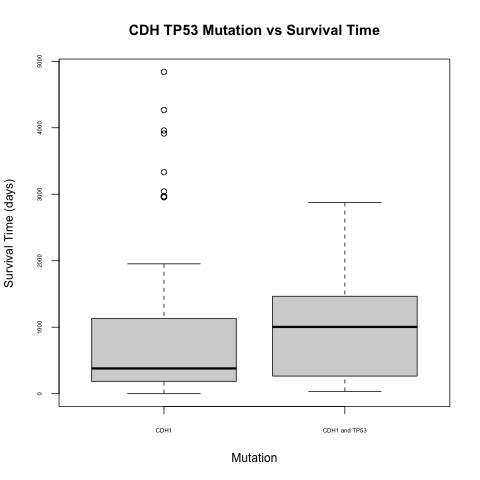 CDH TP53 Mutation vs Survival Time
Survival Time (days)
5000
4000
3000
2000
1000
0
CDH1
CDH1 and TP53
Mutation